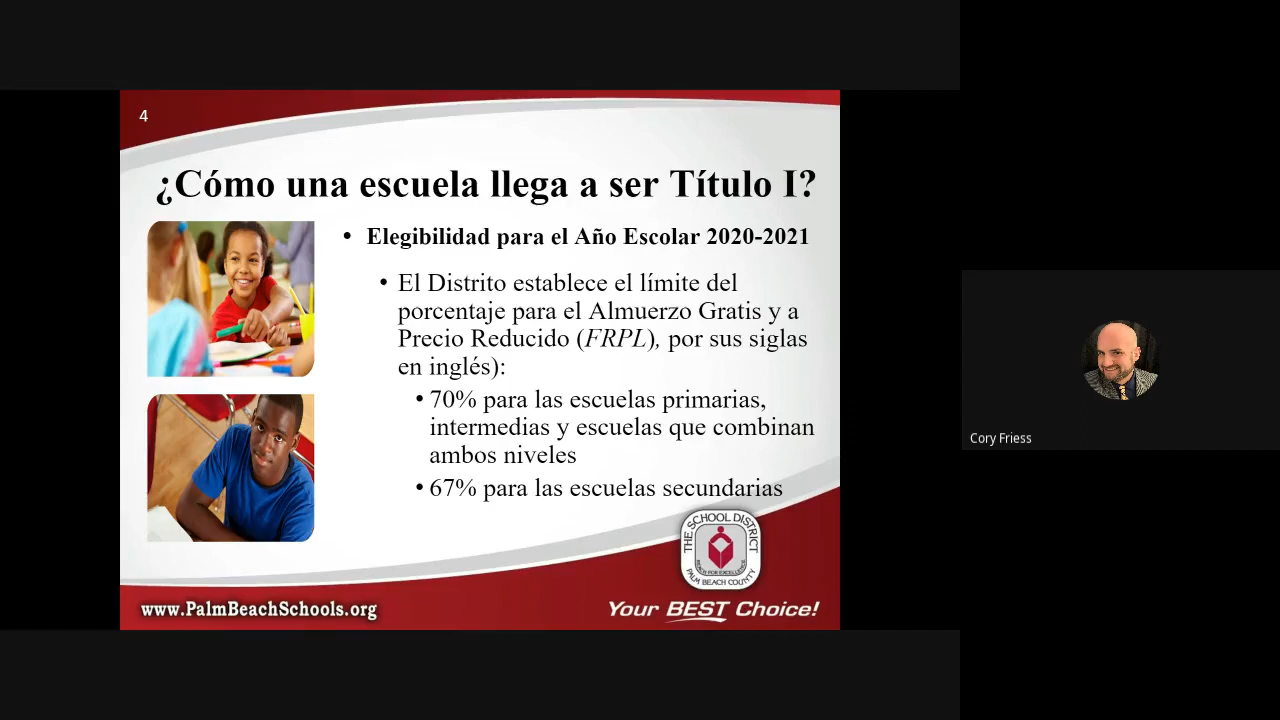 4
¿Cómo una escuela llega a ser Título I?
• Elegibilidad para el Año Escolar 2020-2021
• El Distrito establece el límite del
porcentaje para el Almuerzo Gratis y a
Precio Reducido (FRPL), por sus siglas
en inglés):
• 70% para las escuelas primarias,
intermedias y escuelas que combinan
ambos niveles
• 67% para las escuelas secundarias
THE SCHOOL DISTRICT
PALM BEACH COUNTY
www.PalmBeachSchools.org
Your BEST Choice!
Cory Friess